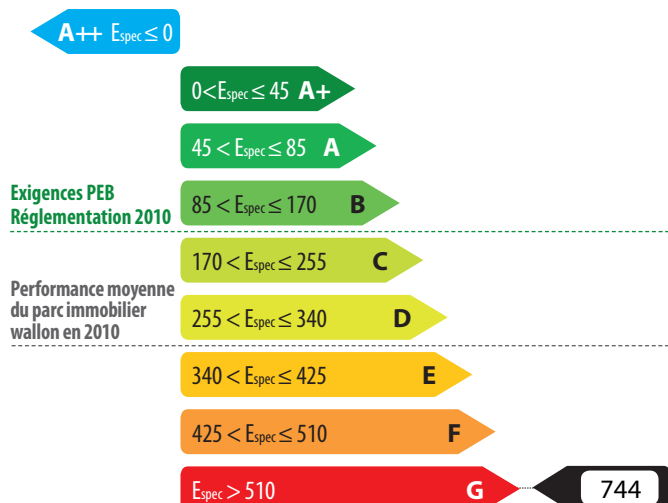 A++ Espec ≤ 0
0<Espec ≤ 45 A+
45 < Espec ≤ 85 A
Exigences PEB
Réglementation 2010
85 < Espec ≤ 170 B
170 < Espec ≤ 255 C
Performance moyenne
du parc immobilier
wallon en 2010
255 < Espec ≤ 340 D
340 < Espec ≤ 425 E
425 < Espec ≤ 510 F
Espec > 510 G 744